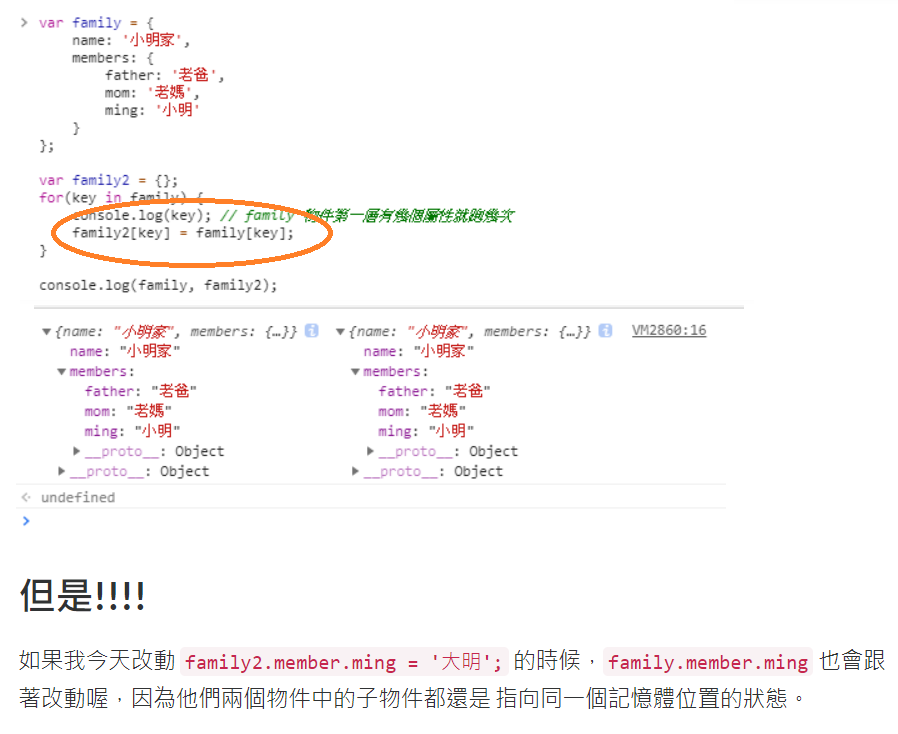 > var family = {
name: '小明家',
members: {
father: '老爸',
mom: '老媽',
ming: '小明'
}
};
var family2 = {};
for(key in family) {
console.log(key); // family 物件第一層有幾個屬性就跑幾次
family2[key] = family[key];
}
console.log(family, family2);
▼{name: "小明家", members: {…}} i ▼{name: "小明家", members: {…}} i VM2860:16
name: "小明家" name: "小明家"
▼members: ▼members:
father: "老爸" father: "老爸"
mom: "老媽" mom: "老媽"
ming: "小明" ming: "小明"
▶__proto__: Object ▶__proto__: Object
▶__proto__: Object ▶__proto__: Object
<· undefined
>
但是!!!!
如果我今天改動 family2.member.ming = '大明'; 的時候，family.member.ming 也會跟
著改動喔，因為他們兩個物件中的子物件都還是 指向同一個記憶體位置的狀態。